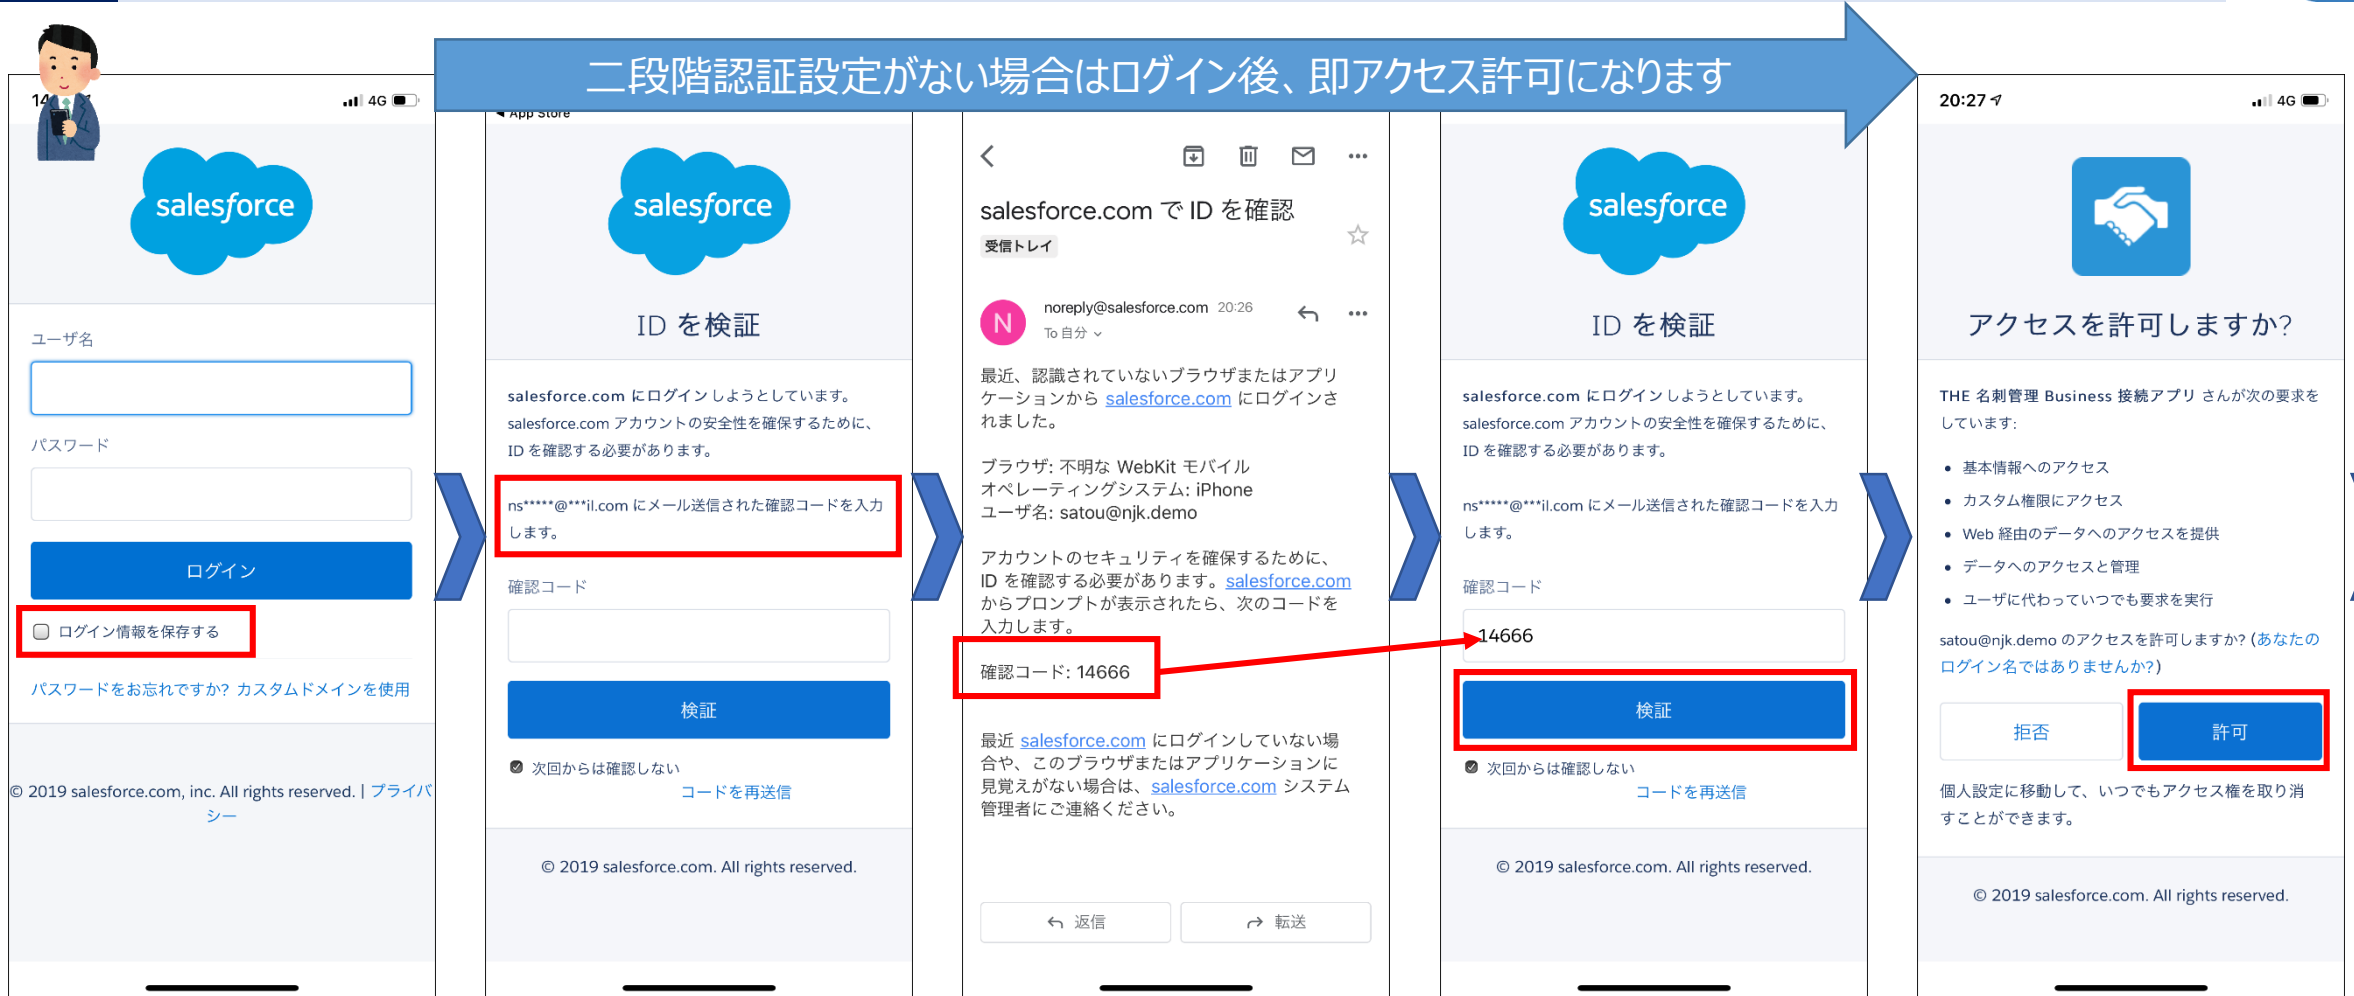 二段階認証設定がない場合はログイン後、即アクセス許可になります
4G
salesforce
ユーザ名
パスワード
ログイン
ログイン情報を保存する
パスワードをお忘れですか? カスタムドメインを使用
© 2019 salesforce.com, inc. All rights reserved. | プライバ
シー
App Store
salesforce
ID を検証
salesforce.com にログインしようとしています。
salesforce.com アカウントの安全性を確保するために、
ID を確認する必要があります。
ns*****@***il.com にメール送信された確認コードを入力
します。
確認コード
検証
次回からは確認しない
コードを再送信
© 2019 salesforce.com. All rights reserved.
salesforce.com で ID を確認
受信トレイ
N
noreply@salesforce.com 20:26
To 自分
最近、認識されていないブラウザまたはアプリ
ケーションから salesforce.com にログインさ
れました。
ブラウザ: 不明な WebKit モバイル
オペレーティングシステム: iPhone
ユーザ名: satou@njk.demo
アカウントのセキュリティを確保するために、
ID を確認する必要があります。salesforce.com
からプロンプトが表示されたら、次のコードを
入力します。
確認コード: 14666
最近 salesforce.com にログインしていない場
合や、このブラウザまたはアプリケーションに
見覚えがない場合は、salesforce.com システム
管理者にご連絡ください。
返信
転送
salesforce
ID を検証
salesforce.com にログインしようとしています。
salesforce.com アカウントの安全性を確保するために、
ID を確認する必要があります。
ns*****@***il.com にメール送信された確認コードを入力
します。
確認コード
14666
検証
次回からは確認しない
コードを再送信
© 2019 salesforce.com. All rights reserved.
20:27
4G
アクセスを許可しますか?
THE 名刺管理 Business 接続アプリ さんが次の要求を
しています:
• 基本情報へのアクセス
• カスタム権限にアクセス
• Web 経由のデータへのアクセスを提供
• データへのアクセスと管理
• ユーザに代わっていつでも要求を実行
satou@njk.demo のアクセスを許可しますか? (あなたの
ログイン名ではありませんか?)
拒否
許可
個人設定に移動して、いつでもアクセス権を取り消
すことができます。
© 2019 salesforce.com. All rights reserved.